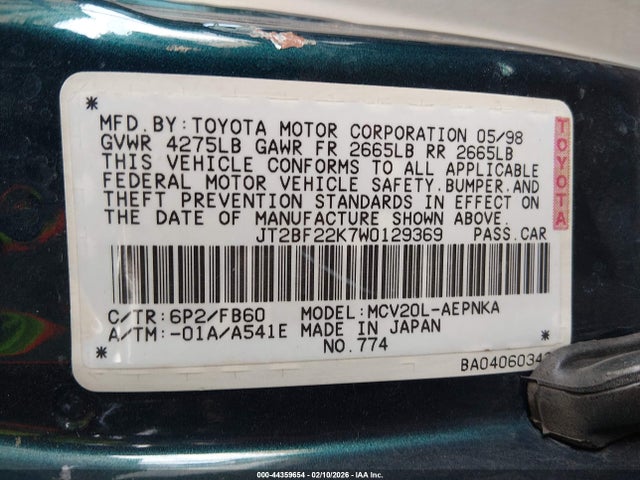 MFD.BY:TOYOTA MOTOR CORPORATION 05/98
GVWR 4275LB GAWR FR 2665LB RR 2665LB
THIS VEHICLE CONFORMS TO ALL APPLICABLE
FEDERAL MOTOR VEHICLE SAFETY.BUMPER.AND
THEFT PREVENTION STANDARDS IN EFFECT ON
THE DATE OF MANUFACTURE SHOWN ABOVE.
JT2BF22K7W0129369 PASS.CAR
TOYOTA
C/TR:6P2/FB60 MODEL:MCV20L-AEPNKA
A/TM:-01A/A541E MADE IN JAPAN
NO.774
000-44359654 | 02/10/2026 - IAA Inc.